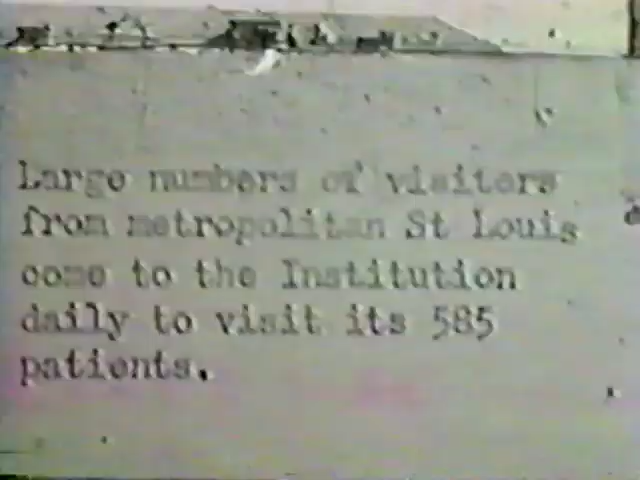 Large numbers of visitors
from metropolitan St Louis
come to the Institution
daily to visit its 585
patients.